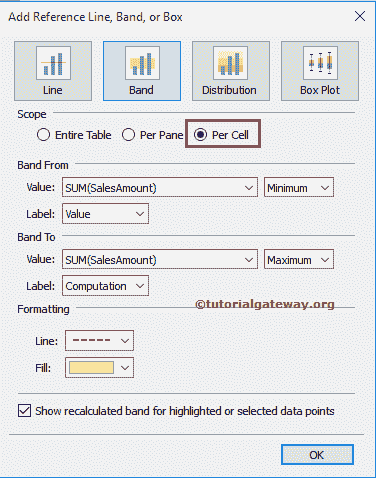 Add Reference Line, Band, or Box
Line Band Distribution Box Plot
Scope
Entire Table Per Pane Per Cell
Band From
Value: SUM(SalesAmount) Minimum
Label: Value
Band To
Value: SUM(SalesAmount) Maximum
Label: Computation
©tutorialgateway.org
Formatting
Line:
Fill:
Show recalculated band for highlighted or selected data points
OK